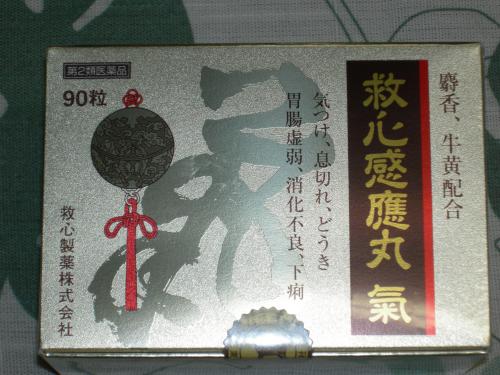 第2類医薬品
90粒
麝香、牛黄配合
救心感應丸 氣
気つけ、息切れ、どうき
胃腸虚弱、消化不良、下痢
救心製薬株式会社